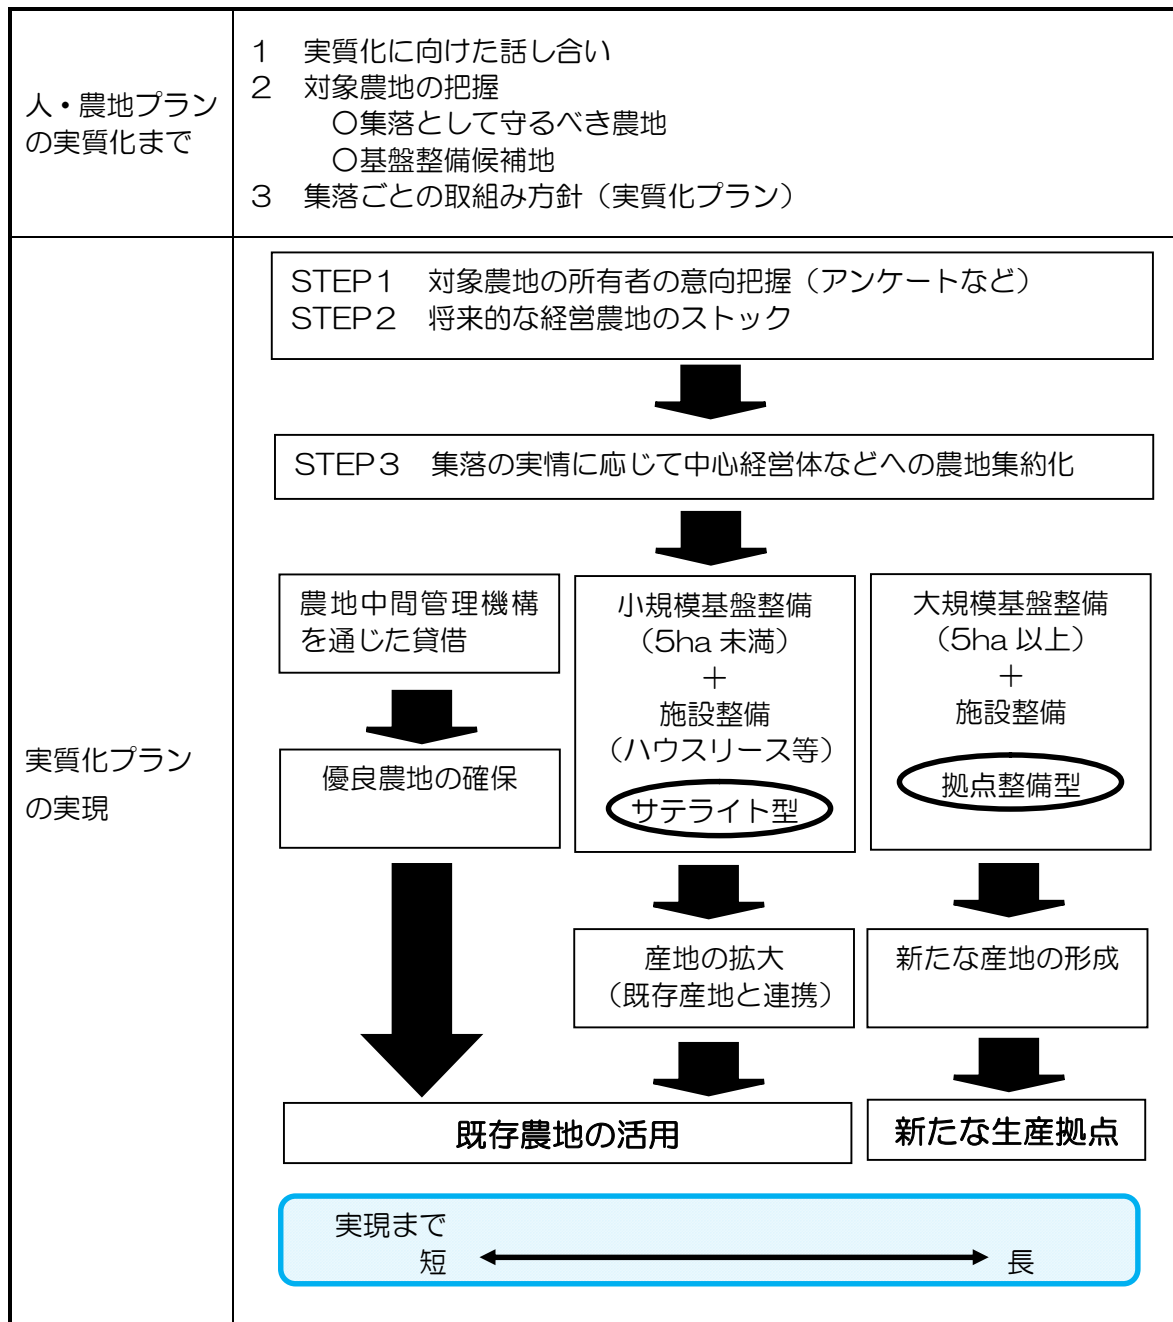 人・農地プラン
の実質化まで
1 実質化に向けた話し合い
2 対象農地の把握
○集落として守るべき農地
○基盤整備候補地
3 集落ごとの取組み方針（実質化プラン）
実質化プラン
の実現
STEP1 対象農地の所有者の意向把握（アンケートなど）
STEP2 将来的な経営農地のストック
STEP3 集落の実情に応じて中心経営体などへの農地集約化
農地中間管理機構
を通じた貸借
優良農地の確保
小規模基盤整備
（5ha 未満）
＋
施設整備
（ハウスリース等）
サテライト型
大規模基盤整備
（5ha 以上）
＋
施設整備
拠点整備型
産地の拡大
（既存産地と連携）
新たな産地の形成
既存農地の活用
新たな生産拠点
実現まで
短 長